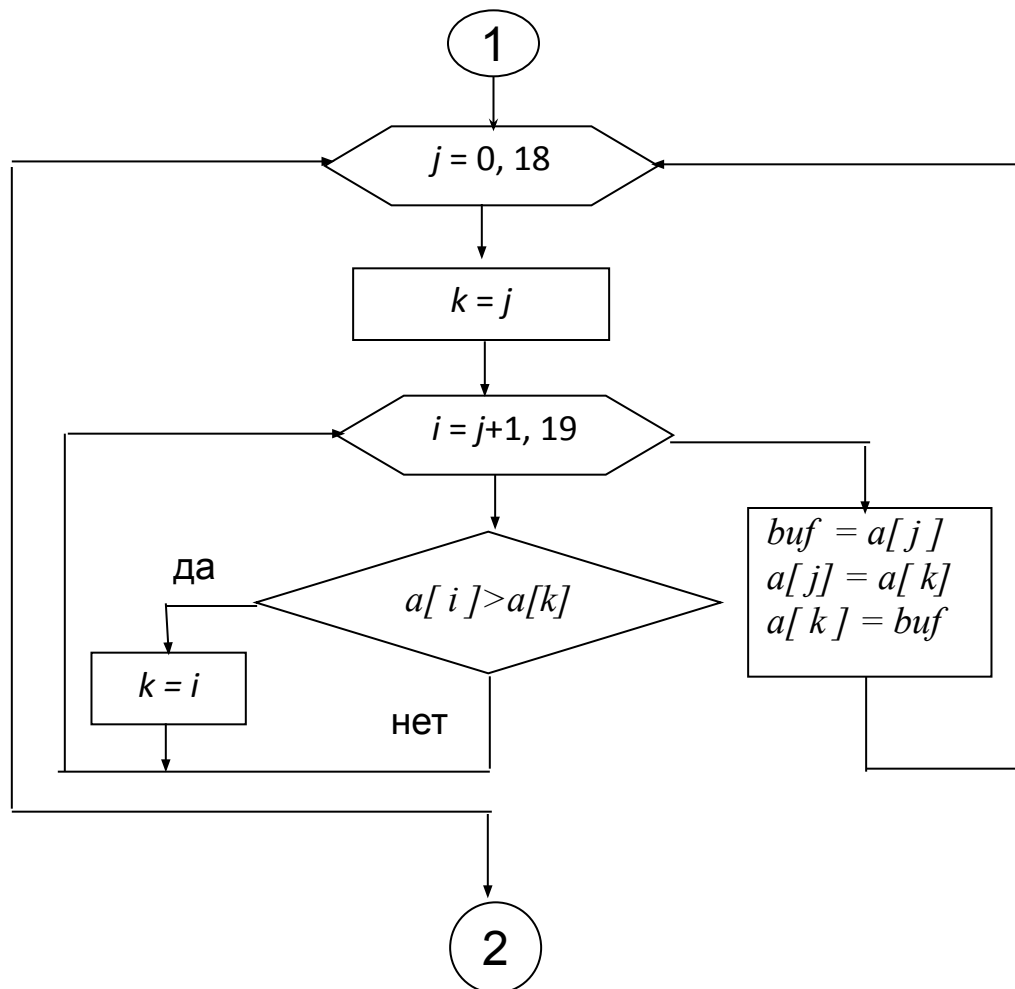 1
j = 0, 18
k = j
i = j+1, 19
buf = a[ j ]
a[ j] = a[ k]
a[ k ] = buf
да
a[ i ]>a[k]
k = i
нет
2